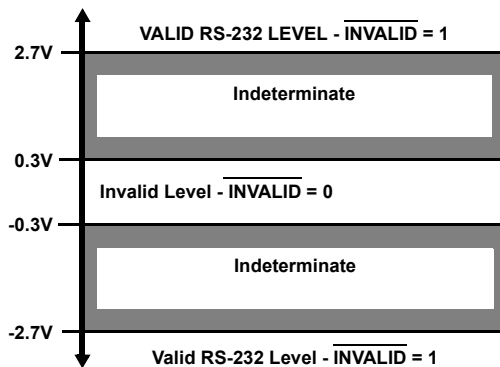 VALID RS-232 LEVEL - INVALID = 1
2.7V
Indeterminate
0.3V
Invalid Level - INVALID = 0
-0.3V
Indeterminate
-2.7V
Valid RS-232 Level - INVALID = 1